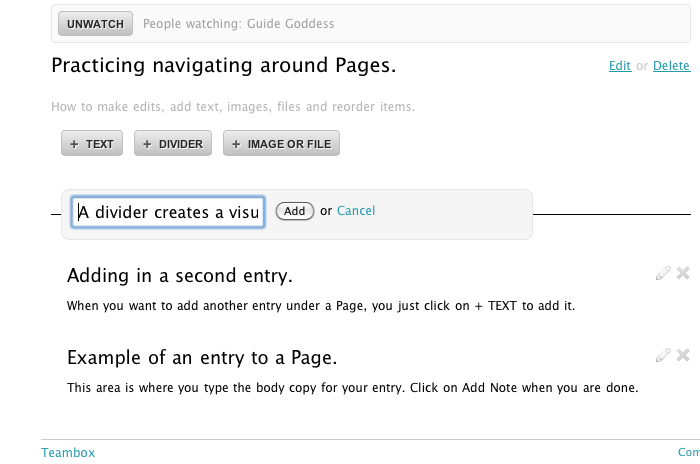 UNWATCH People watching: Guide Goddess
Practicing navigating around Pages. Edit or Delete
How to make edits, add text, images, files and reorder items.
+ TEXT + DIVIDER + IMAGE OR FILE
A divider creates a visu Add or Cancel
Adding in a second entry.
When you want to add another entry under a Page, you just click on + TEXT to add it.
Example of an entry to a Page.
This area is where you type the body copy for your entry. Click on Add Note when you are done.
Teambox Com